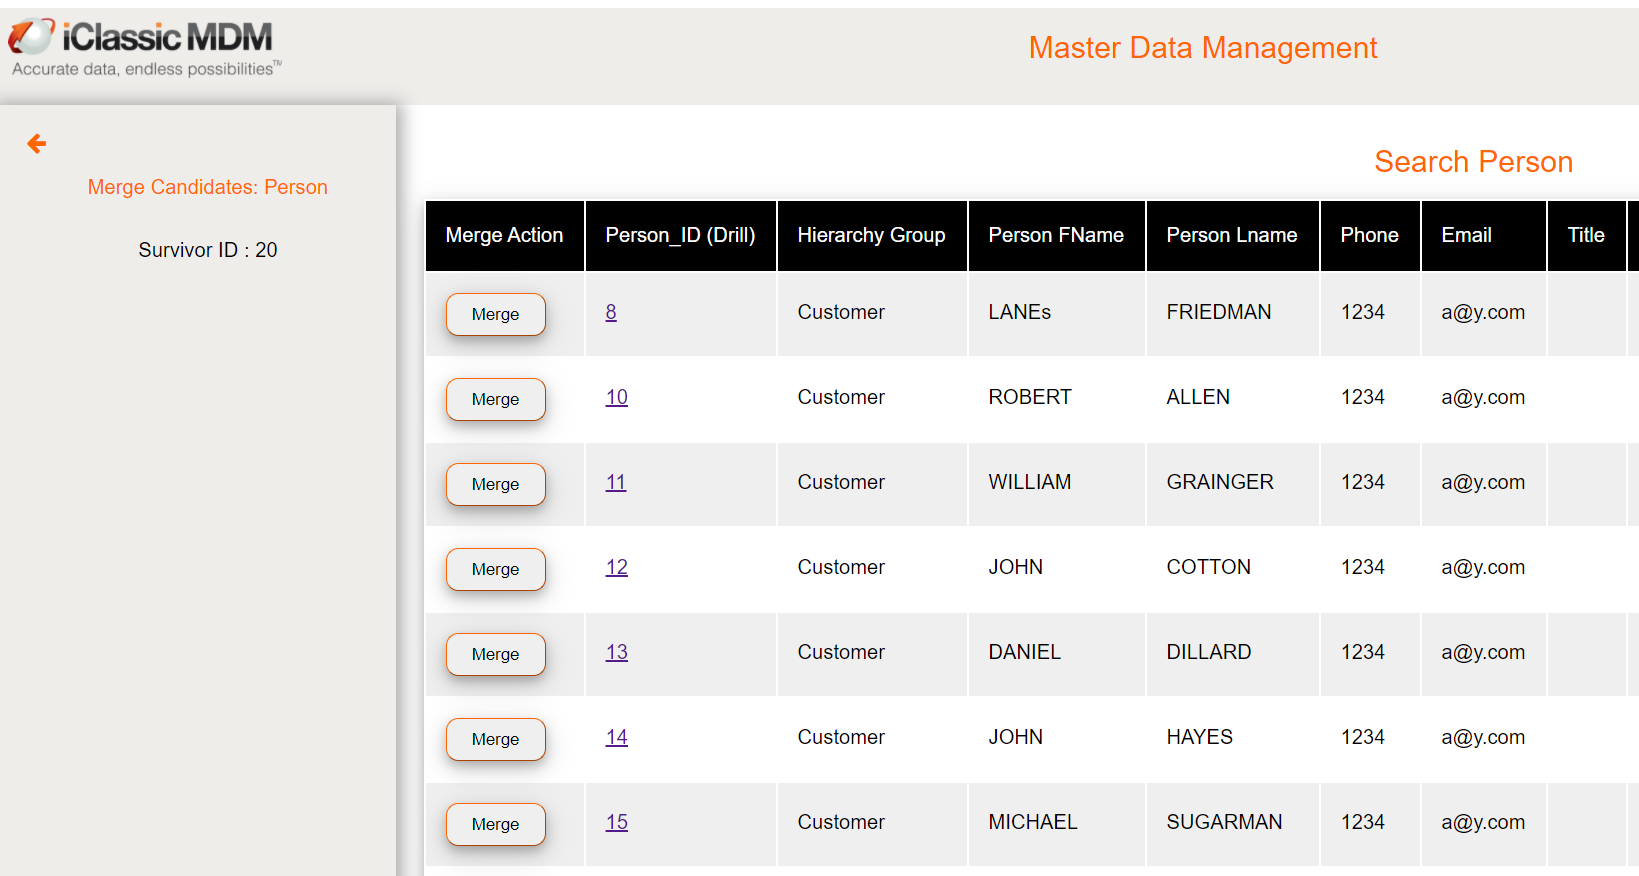 iClassic MDM
Accurate data, endless possibilities™
Master Data Management
Merge Candidates: Person
Survivor ID : 20
Search Person
Merge Action Person_ID (Drill) Hierarchy Group Person FName Person Lname Phone Email Title
Merge 8 Customer LANEs FRIEDMAN 1234 a@y.com
Merge 10 Customer ROBERT ALLEN 1234 a@y.com
Merge 11 Customer WILLIAM GRAINGER 1234 a@y.com
Merge 12 Customer JOHN COTTON 1234 a@y.com
Merge 13 Customer DANIEL DILLARD 1234 a@y.com
Merge 14 Customer JOHN HAYES 1234 a@y.com
Merge 15 Customer MICHAEL SUGARMAN 1234 a@y.com